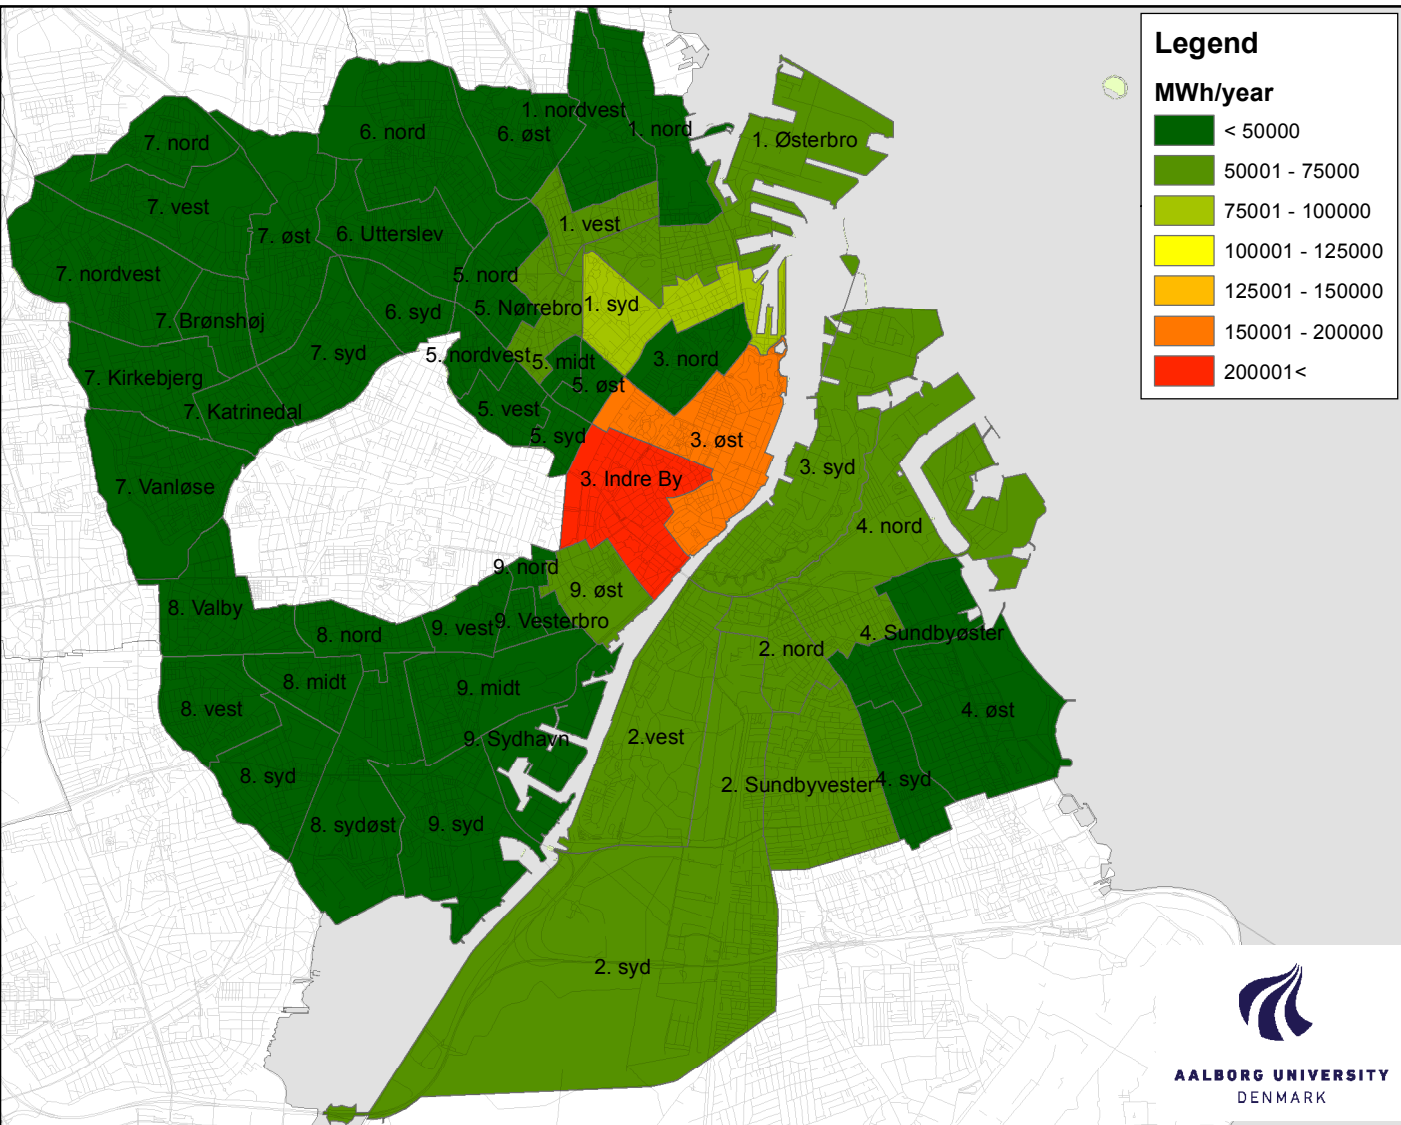 Legend
MWh/year
< 50000
50001 - 75000
75001 - 100000
100001 - 125000
125001 - 150000
150001 - 200000
200001<
1. nordvest
1. nord
6. nord
6. øst
7. nord
1. Østerbro
7. vest
1. vest
7. øst
6. Utterslev
7. nordvest
5. nord
5. Nørrebro
1. syd
6. syd
7. Brønshøj
7. syd
5. nordvest
5. midt
3. nord
7. Kirkebjerg
5. øst
7. Katrinedal
5. vest
5. syd
3. øst
3. Indre By
3. syd
7. Vanløse
4. nord
9. nord
9. øst
8. Valby
9. Vesterbro
9. vest
8. nord
4. Sundbyøster
2. nord
8. midt
9. midt
8. vest
4. øst
9. Sydhavn
2.vest
8. syd
4. syd
2. Sundbyvester
8. sydøst
9. syd
2. syd
AALBORG UNIVERSITY
DENMARK